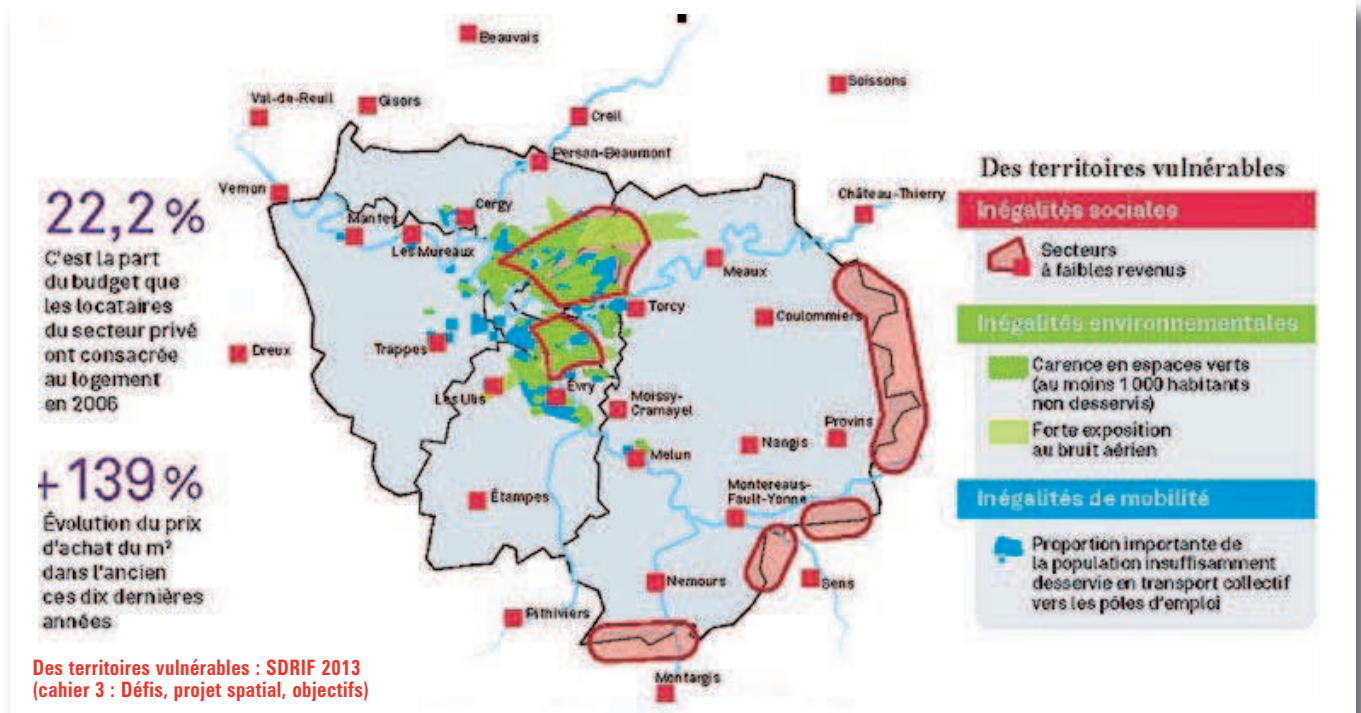 Beauvais
Soissons
Val-de-Reuil
Gisors
Creil
Persan-Beaumont
Vernon
Château-Thierry
Cergy
Mantes
Les Mureaux
Meaux
Torcy
Coulommiers
Dreux
Trappes
Les Ulis
Évry
Moissy-
Cramayel
Provins
Nangis
Melun
Étampes
Montereaus-
Fault-Yonne
Nemours
Sens
Pithiviers
Montargis
22,2 %
C'est la part
du budget que
les locataires
du secteur privé
ont consacrée
au logement
en 2006
+139 %
Évolution du prix
d'achat du m²
dans l'ancien
ces dix dernières
années
Des territoires vulnérables
Inégalités sociales
Secteurs
à faibles revenus
Inégalités environnementales
Carence en espaces verts
(au moins 1 000 habitants
non desservis)
Forte exposition
au bruit aérien
Inégalités de mobilité
Proportion importante de
la population insuffisamment
desservie en transport collectif
vers les pôles d'emploi
Des territoires vulnérables : SDRIF 2013
(cahier 3 : Défis, projet spatial, objectifs)